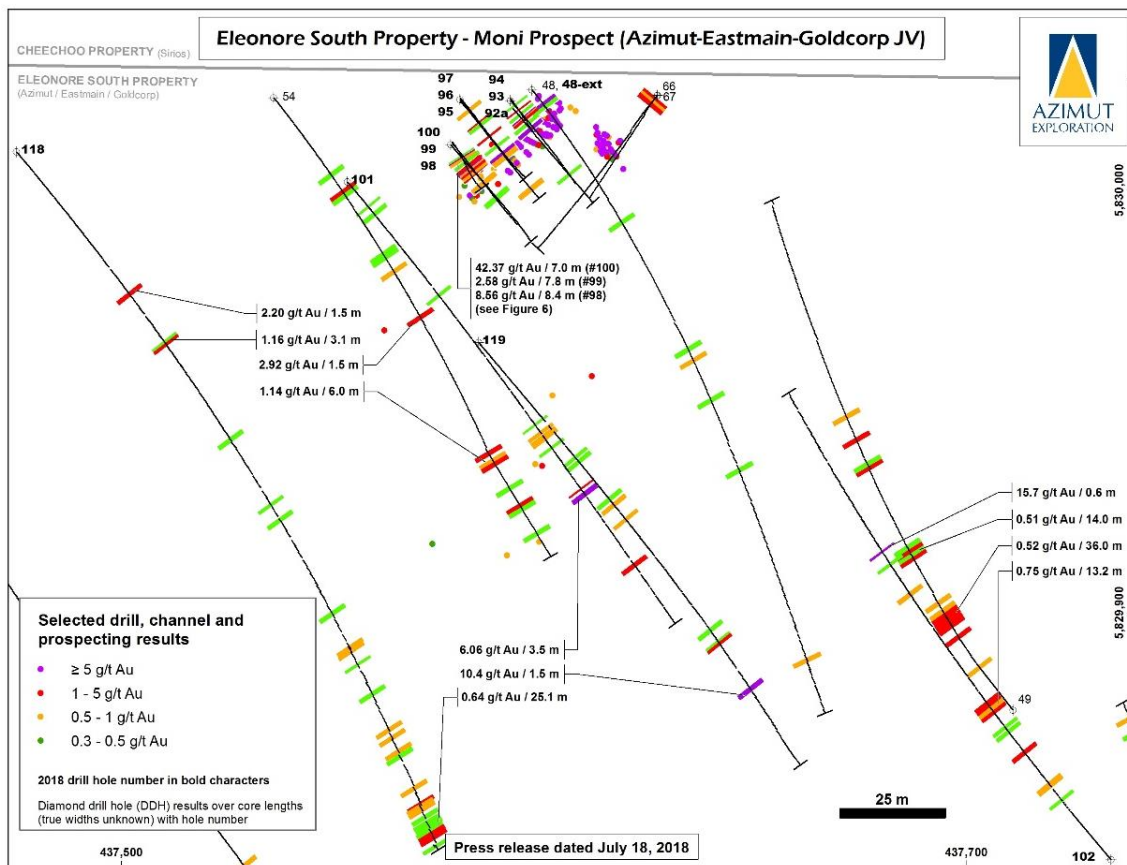 Eleonore South Property - Moni Prospect (Azimut-Eastmain-Goldcorp JV)
CHEECHOO PROPERTY (Sirios)
ELEONORE SOUTH PROPERTY
(Azimut / Eastmain / Goldcorp)
AZIMUT
EXPLORATION
118
54
101
97
96
95
100
99
98
94
93
92a
48, 48-ext
66
67
5,830,000
42.37 g/t Au / 7.0 m (#100)
2.58 g/t Au / 7.8 m (#99)
8.56 g/t Au / 8.4 m (#98)
(see Figure 6)
2.20 g/t Au / 1.5 m
1.16 g/t Au / 3.1 m
2.92 g/t Au / 1.5 m
1.14 g/t Au / 6.0 m
119
15.7 g/t Au / 0.6 m
0.51 g/t Au / 14.0 m
0.52 g/t Au / 36.0 m
0.75 g/t Au / 13.2 m
5,829,900
6.06 g/t Au / 3.5 m
10.4 g/t Au / 1.5 m
0.64 g/t Au / 25.1 m
49
Selected drill, channel and
prospecting results
≥ 5 g/t Au
1 - 5 g/t Au
0.5 - 1 g/t Au
0.3 - 0.5 g/t Au
2018 drill hole number in bold characters
Diamond drill hole (DDH) results over core lengths
(true widths unknown) with hole number
25 m
Press release dated July 18, 2018
437,500
437,700
102